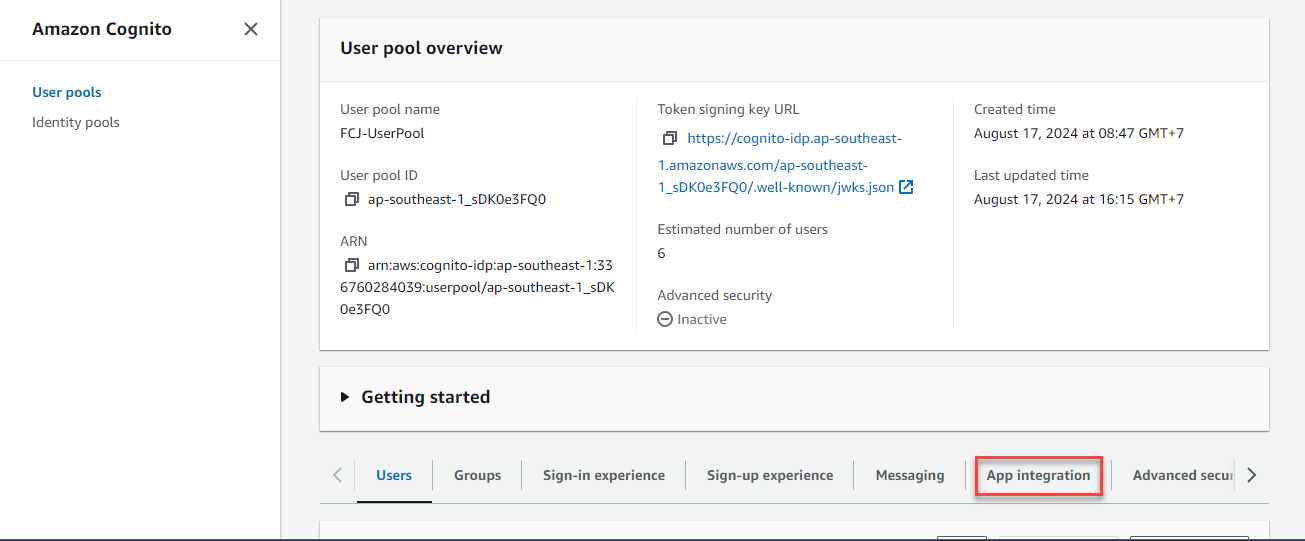 Amazon Cognito
User pools
Identity pools
User pool overview
User pool name
FCJ-UserPool
User pool ID
ap-southeast-1_sDK0e3FQ0
ARN
arn:aws:cognito-idp:ap-southeast-1:33
6760284039:userpool/ap-southeast-1_sDK
0e3FQ0
Token signing key URL
https://cognito-idp.ap-southeast-
1.amazonaws.com/ap-southeast-
1_sDK0e3FQ0/.well-known/jwks.json
Estimated number of users
6
Advanced security
Inactive
Created time
August 17, 2024 at 08:47 GMT+7
Last updated time
August 17, 2024 at 16:15 GMT+7
Getting started
Users Groups Sign-in experience Sign-up experience Messaging App integration Advanced secu